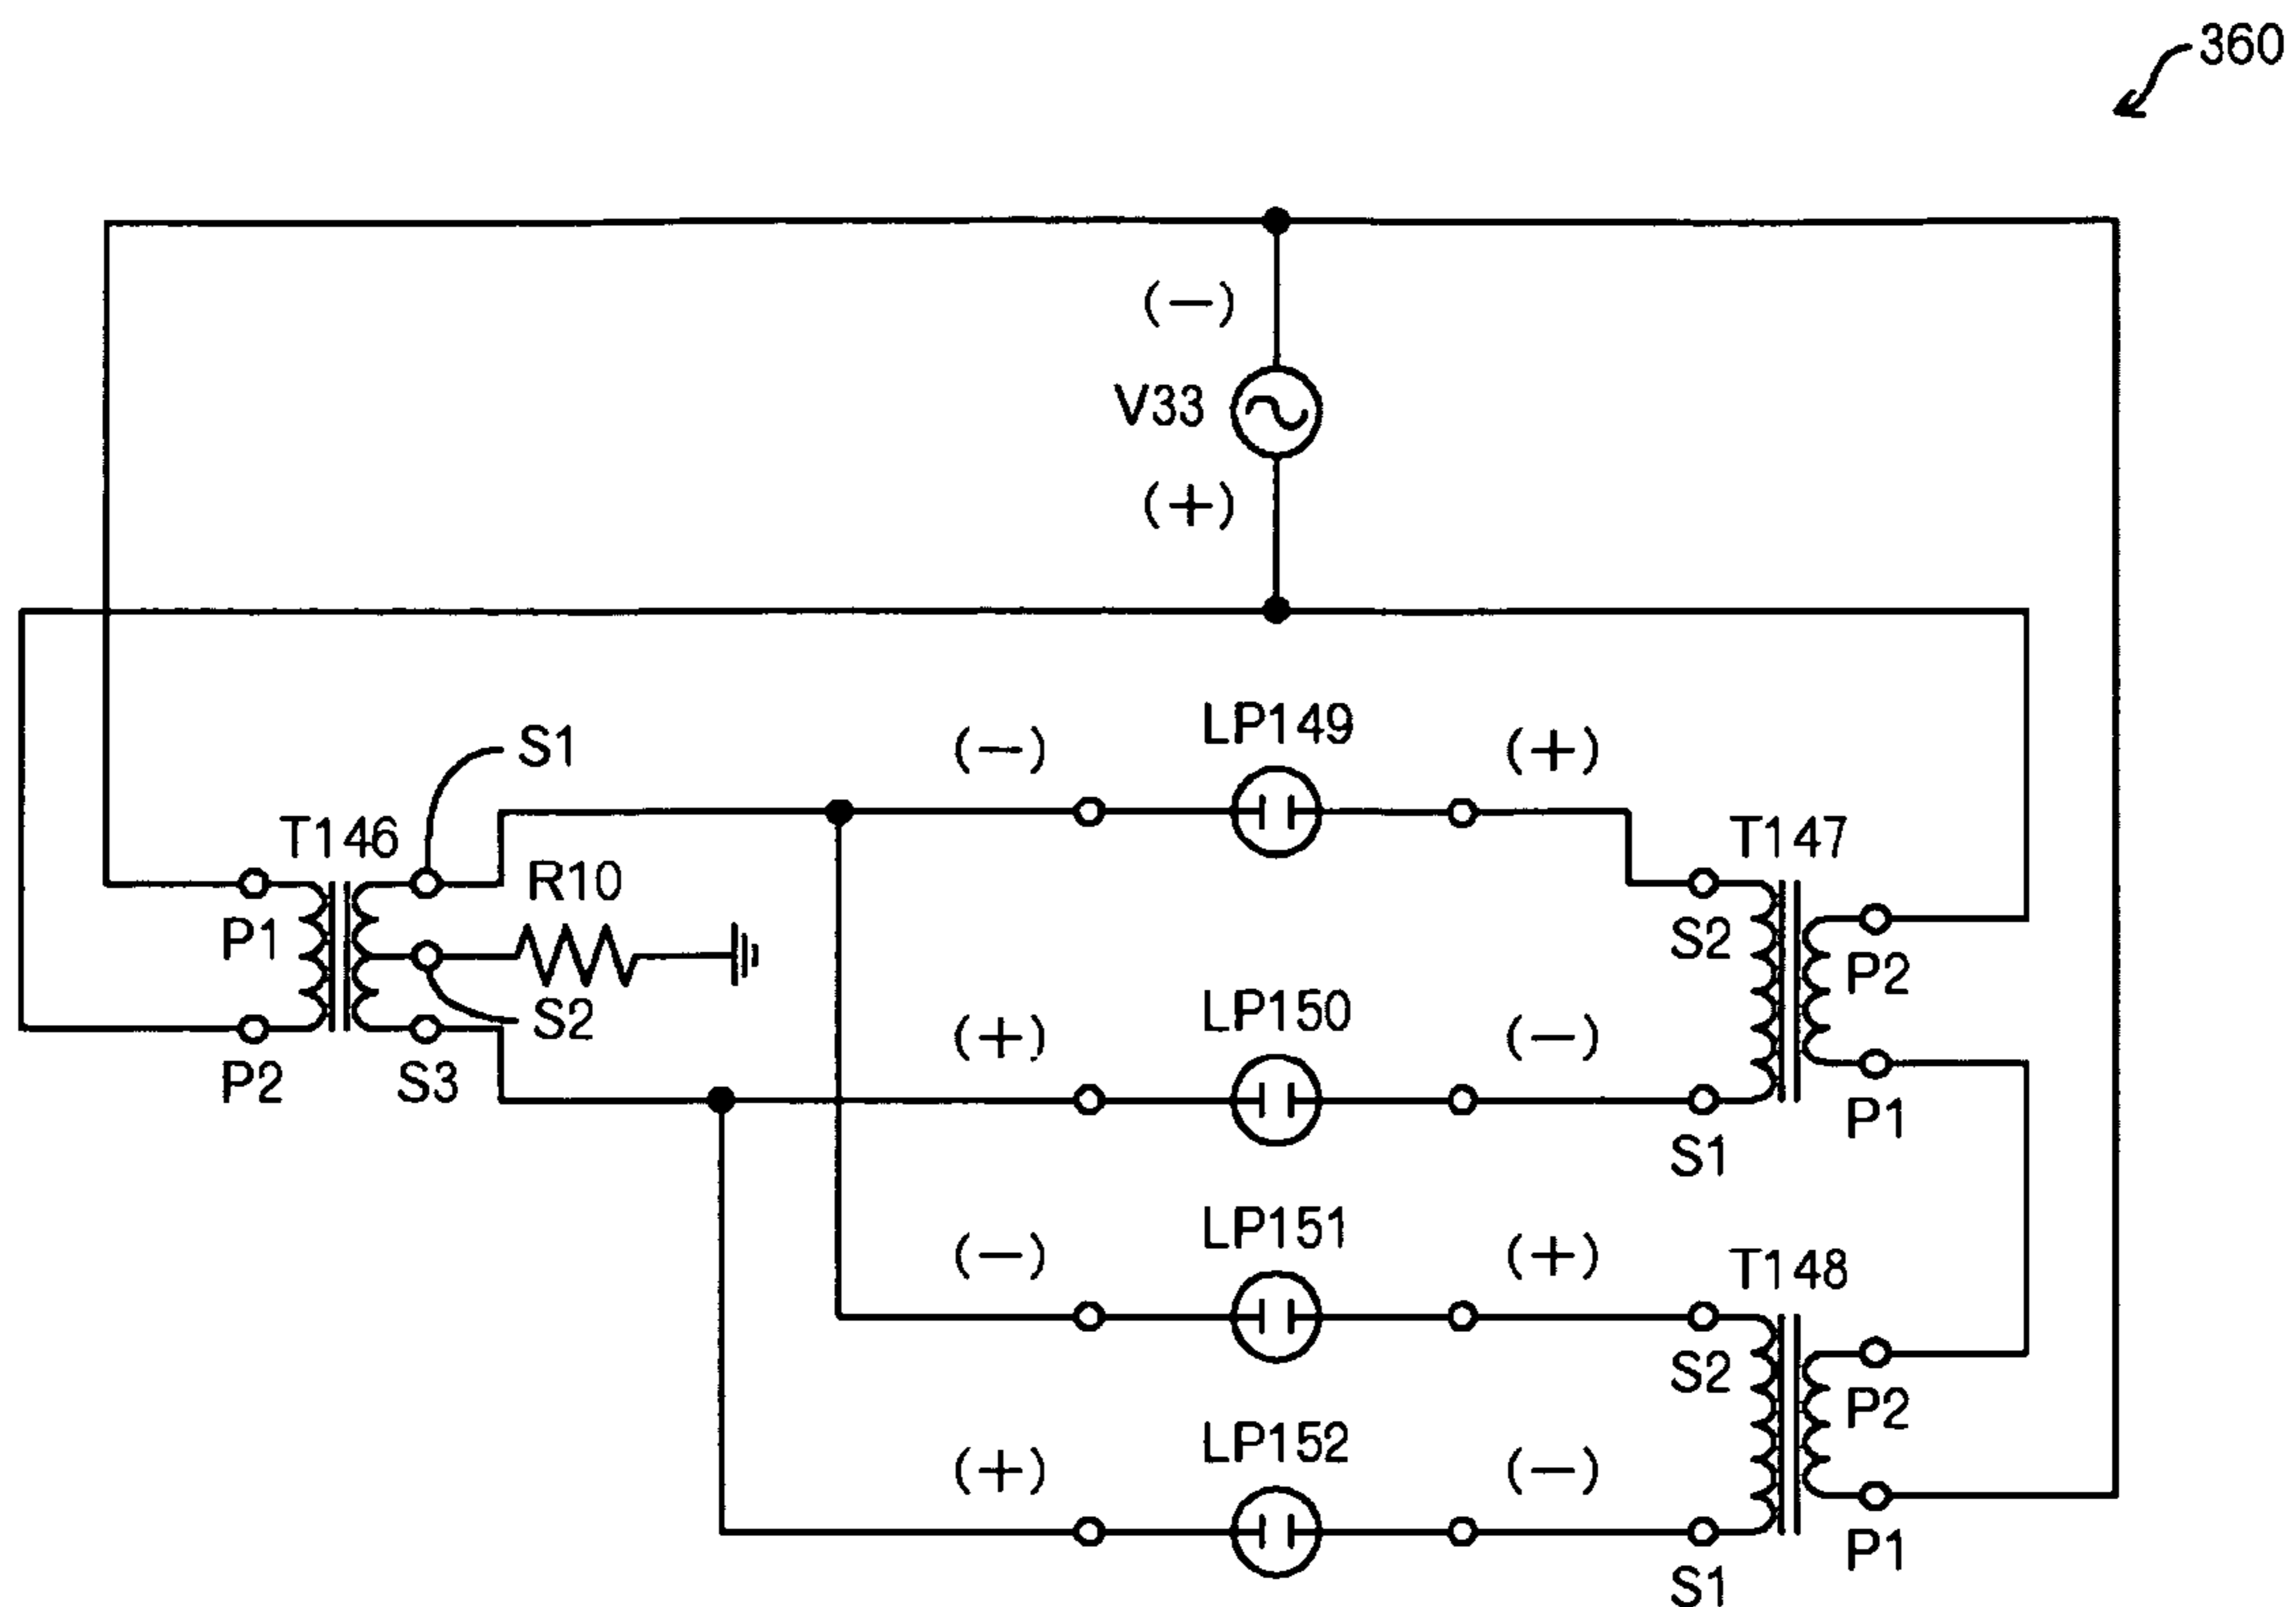 360
(−)
V33
(+)
LP149
S1
(−)
(+)
T146
T147
R10
P1
S2
P2
LP150
S2
(+)
(−)
P2
S3
P1
S1
LP151
(−)
(+)
T148
S2
P2
LP152
(+)
(−)
P1
S1